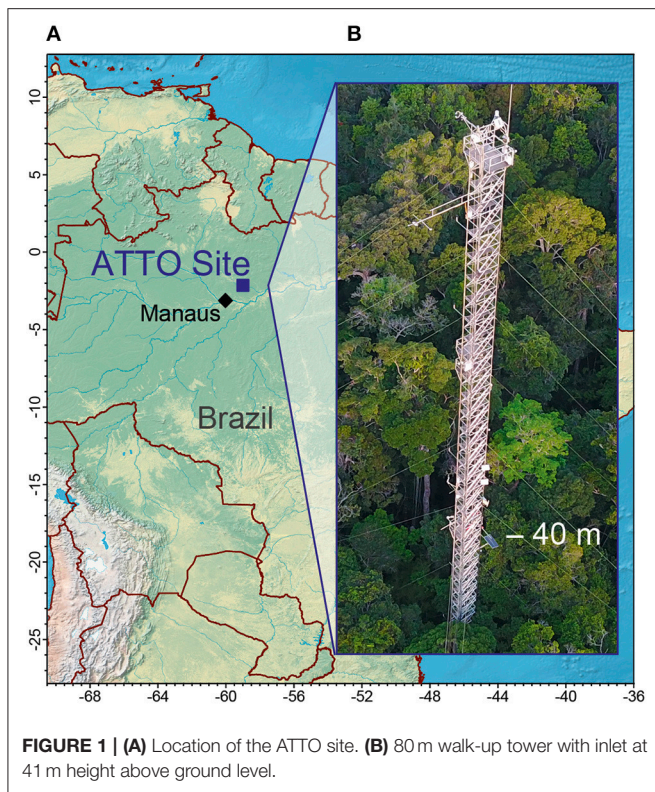 A
B
10
5
0
-5
-10
-15
-20
-25
ATTO Site
Manaus
Brazil
– 40 m
-68
-64
-60
-56
-52
-48
-44
-40
-36
FIGURE 1 | (A) Location of the ATTO site. (B) 80 m walk-up tower with inlet at
41 m height above ground level.